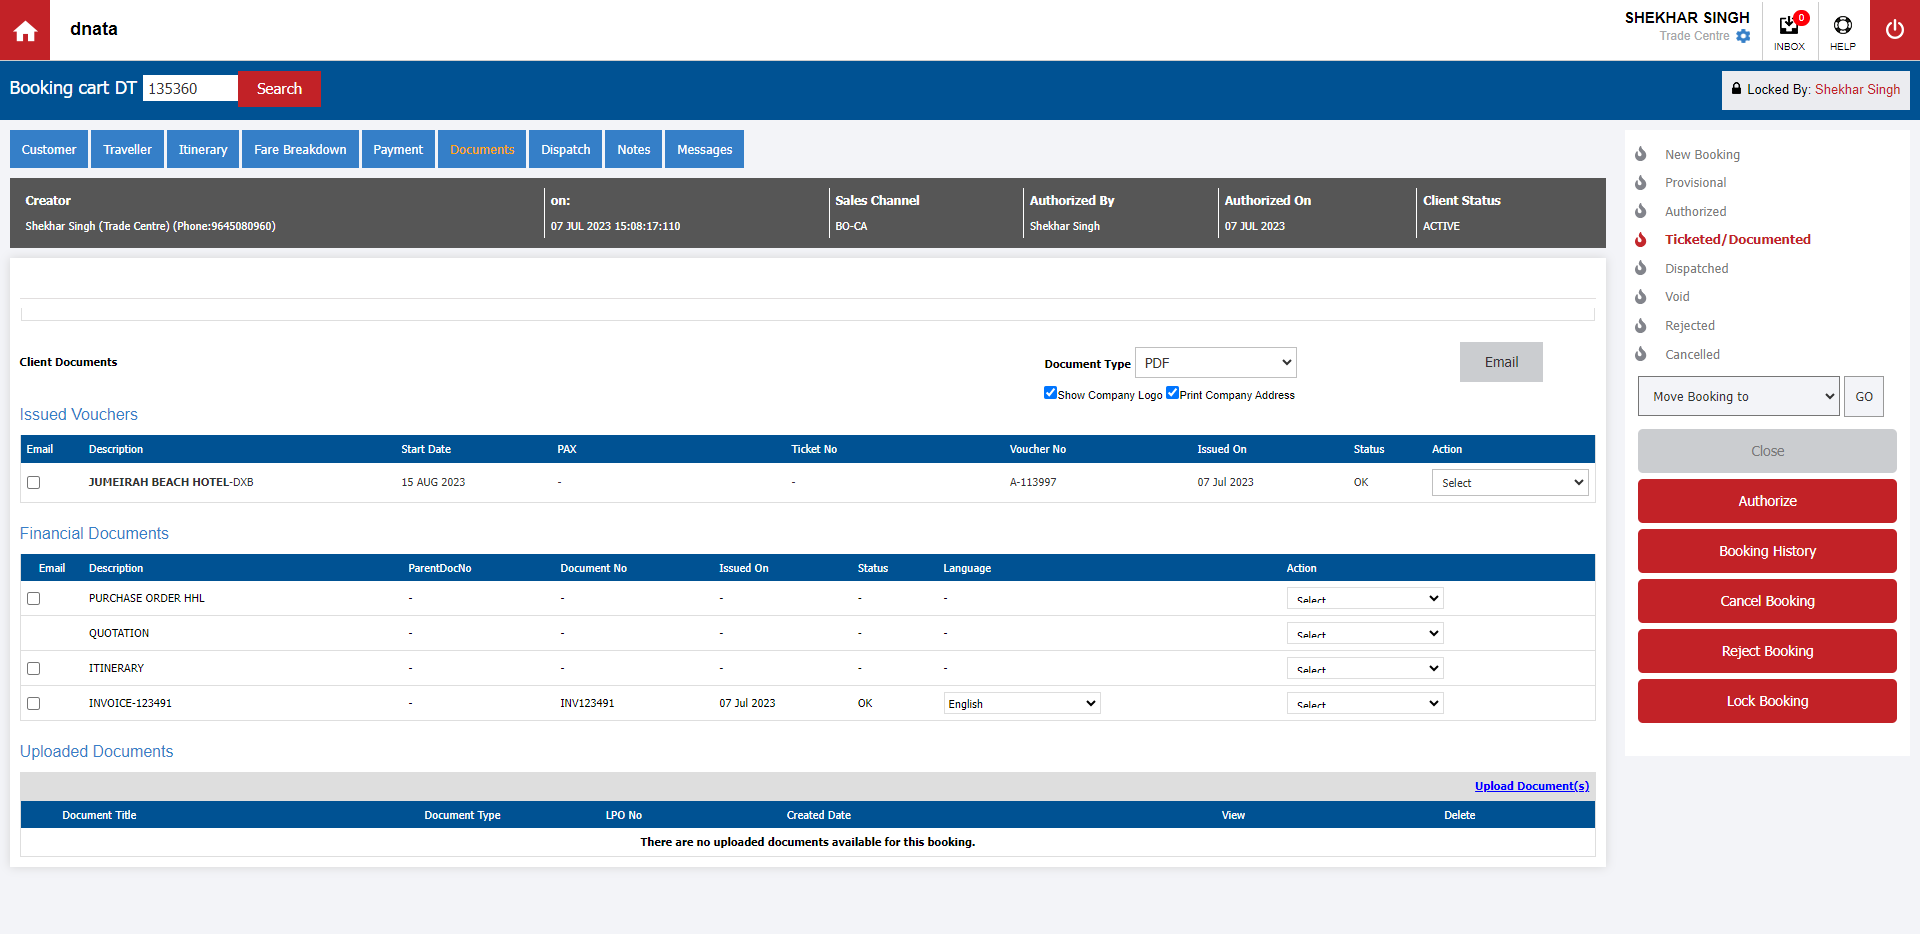 dnata
SHEKHAR SINGH
Trade Centre
0
INBOX
HELP
Booking cart DT 135360 Search
Locked By: Shekhar Singh
Customer Traveller Itinerary Fare Breakdown Payment Documents Dispatch Notes Messages
Creator on: Sales Channel Authorized By Authorized On Client Status
Shekhar Singh (Trade Centre) (Phone:9645080960) 07 JUL 2023 15:08:17:110 BO-CA Shekhar Singh 07 JUL 2023 ACTIVE
Client Documents Document Type PDF Email
Show Company Logo Print Company Address
Issued Vouchers
Email Description Start Date PAX Ticket No Voucher No Issued On Status Action
JUMEIRAH BEACH HOTEL-DXB 15 AUG 2023 - - A-113997 07 Jul 2023 OK Select
Financial Documents
Email Description ParentDocNo Document No Issued On Status Language Action
PURCHASE ORDER HHL - - - - - Select
QUOTATION - - - - - Select
ITINERARY - - - - - Select
INVOICE-123491 - INV123491 07 Jul 2023 OK English Select
Uploaded Documents
Upload Document(s)
Document Title Document Type LPO No Created Date View Delete
There are no uploaded documents available for this booking.
New Booking
Provisional
Authorized
Ticketed/Documented
Dispatched
Void
Rejected
Cancelled
Move Booking to GO
Close
Authorize
Booking History
Cancel Booking
Reject Booking
Lock Booking